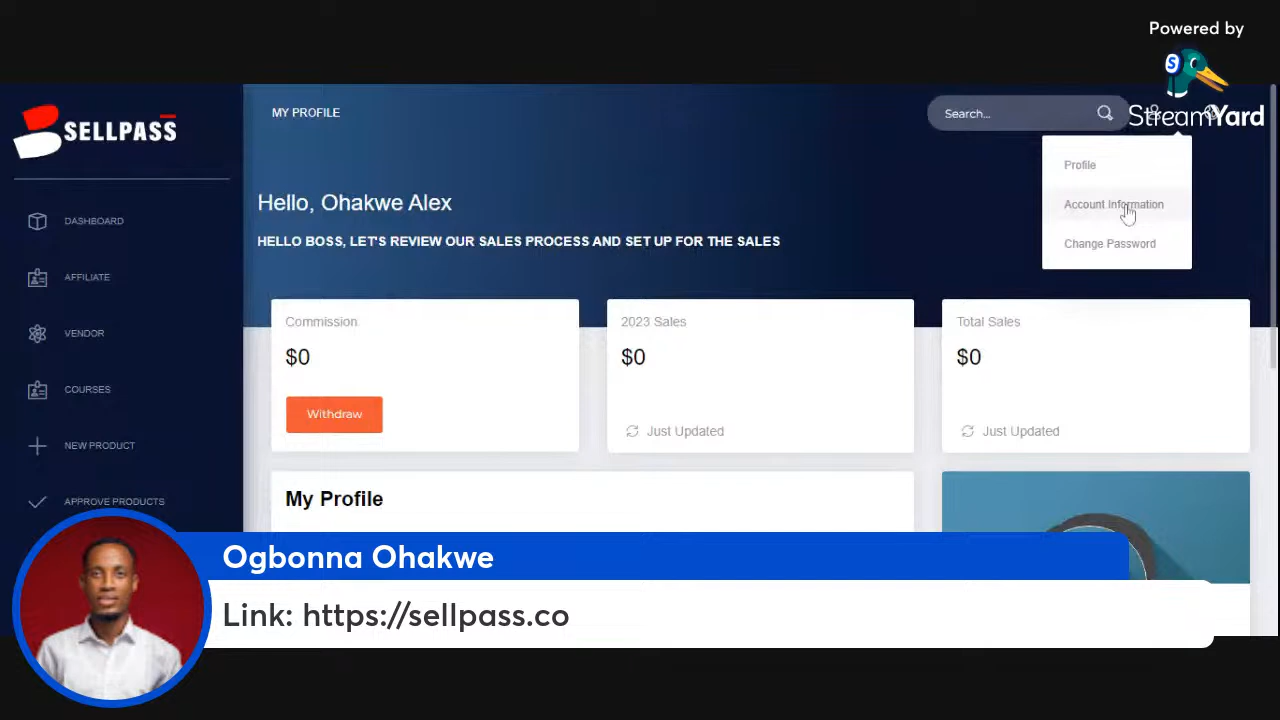 Powered by
StreamYard
SELLPASS
MY PROFILE
Search...
Profile
Account Information
Change Password
Hello, Ohakwe Alex
HELLO BOSS, LET'S REVIEW OUR SALES PROCESS AND SET UP FOR THE SALES
DASHBOARD
AFFILIATE
VENDOR
COURSES
NEW PRODUCT
APPROVE PRODUCTS
Commission
$0
Withdraw
2023 Sales
$0
Just Updated
Total Sales
$0
Just Updated
My Profile
Ogbonna Ohakwe
Link: https://sellpass.co